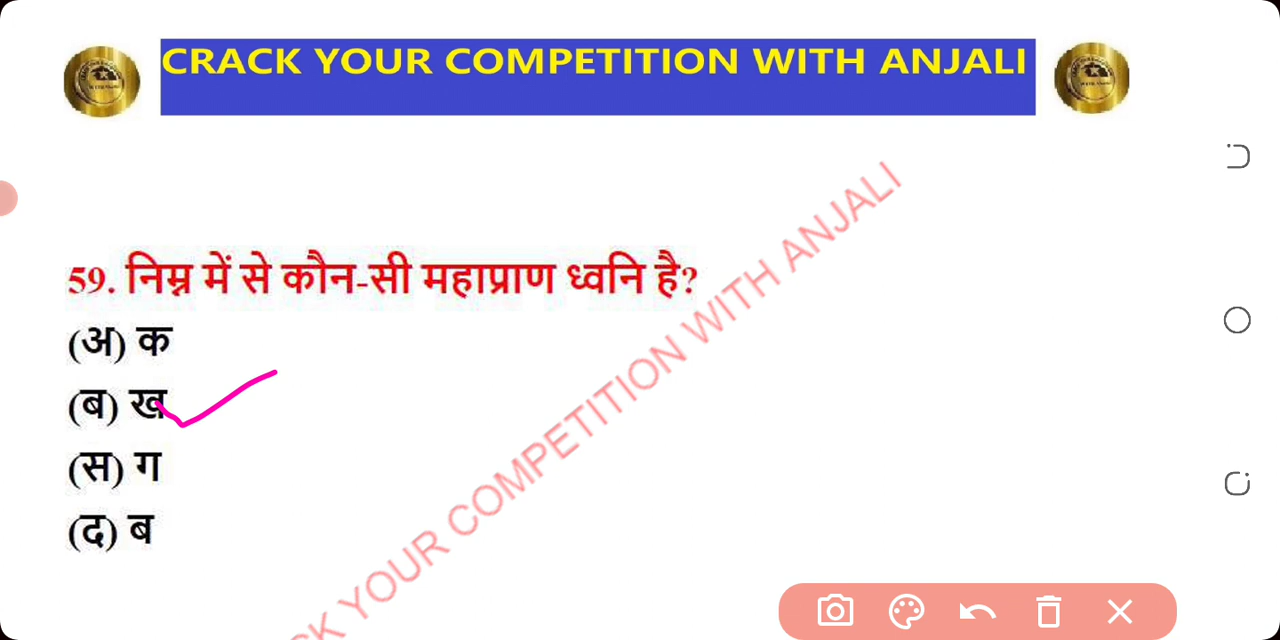 CRACK YOUR COMPETITION WITH ANJALI
59. निम्न में से कौन-सी महाप्राण ध्वनि है?
(अ) क
(ब) ख
(स) ग
(द) ब
CK YOUR COMPETITION WITH ANJALI